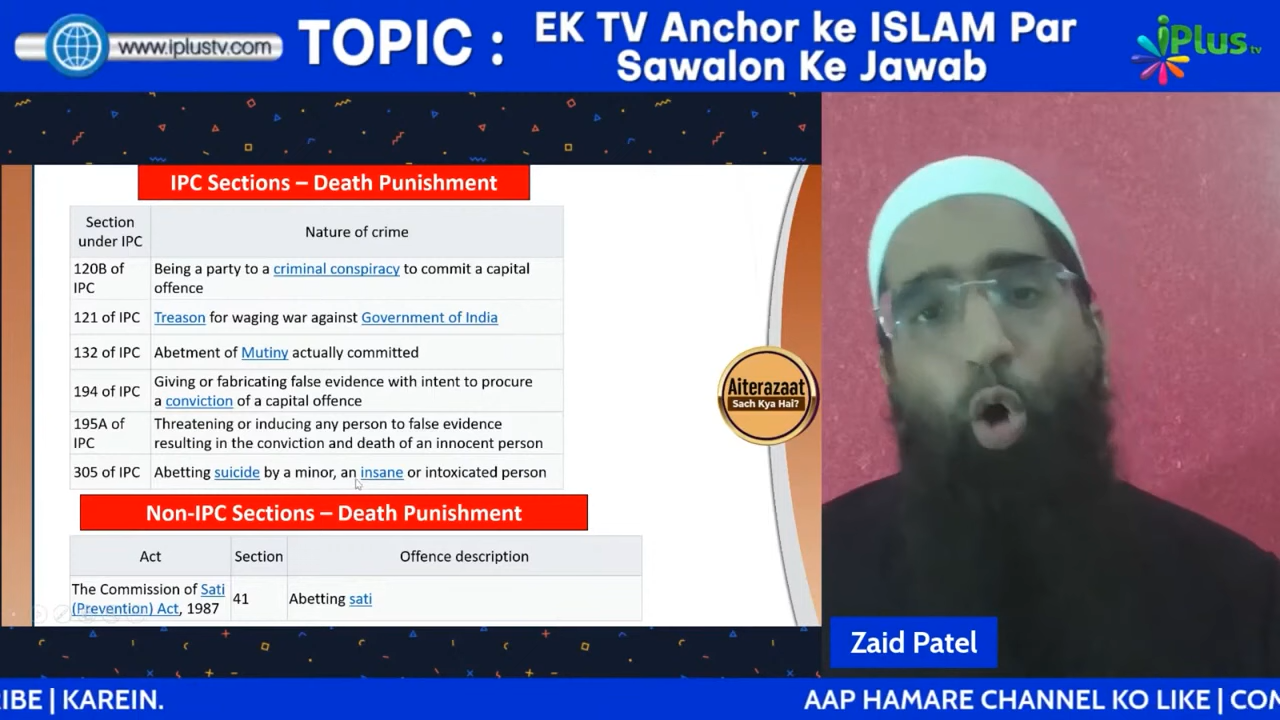 www.iplustv.com
TOPIC :
EK TV Anchor ke ISLAM Par
Sawalon Ke Jawab
iPlus tv
IPC Sections – Death Punishment
Section under IPC
Nature of crime
120B of IPC
Being a party to a criminal conspiracy to commit a capital
offence
121 of IPC
Treason for waging war against Government of India
132 of IPC
Abetment of Mutiny actually committed
194 of IPC
Giving or fabricating false evidence with intent to procure
a conviction of a capital offence
195A of IPC
Threatening or inducing any person to false evidence
resulting in the conviction and death of an innocent person
305 of IPC
Abetting suicide by a minor, an insane or intoxicated person
Non-IPC Sections – Death Punishment
Act
Section
Offence description
The Commission of Sati
(Prevention) Act, 1987
41
Abetting sati
Aiterazaat
Sach Kya Hai?
Zaid Patel
RIBE | KAREIN.
AAP HAMARE CHANNEL KO LIKE | COM